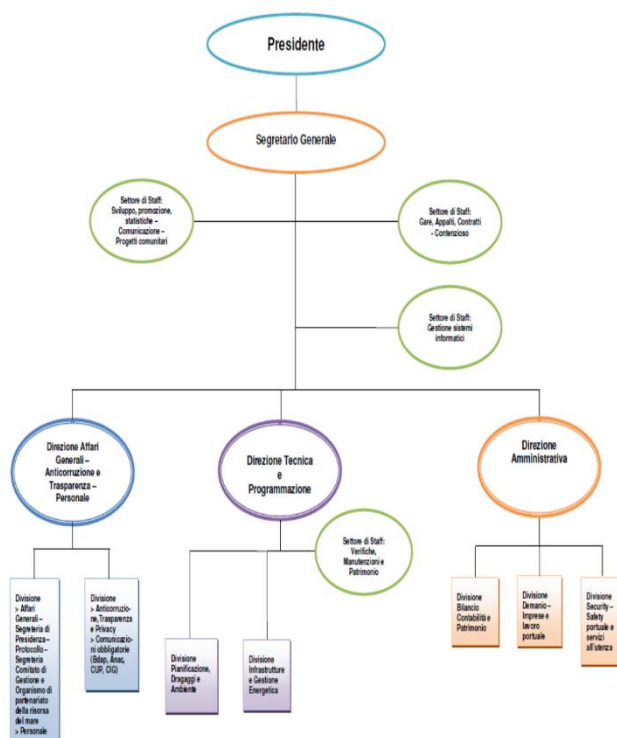 Presidente
Segretario Generale
Settore di Staff:
Sviluppo, promozione,
statistiche –
Comunicazione –
Progetti comunitari
Settore di Staff:
Gare, Appalti, Contratti
- Contenzioso
Settore di Staff:
Gestione sistemi
informatici
Direzione Affari
Generali –
Anticorruzione e
Trasparenza –
Personale
Direzione Tecnica
e
Programmazione
Direzione
Amministrativa
Settore di Staff:
Verifiche,
Manutenzioni e
Patrimonio
Divisione
> Affari
Generali –
Segreteria di
Presidenza –
Protocollo –
Segreteria
Comitato di
Gestione e
Organismo di
partenariato
della risorsa
del mare
> Personale
Divisione
> Anticorruzio-
ne, Trasparenza
e Privacy
> Comunicazio-
ni obbligatorie
(Bdap, Anac,
CUP, CIG)
Divisione
Pianificazione,
Dragaggi e
Ambiente
Divisione
Infrastrutture
e Gestione
Energetica
Divisione
Bilancio
Contabilità e
Patrimonio
Divisione
Demanio –
Imprese e
lavoro
portuale
Divisione
Security –
Safety
portuale e
servizi
all'utenza